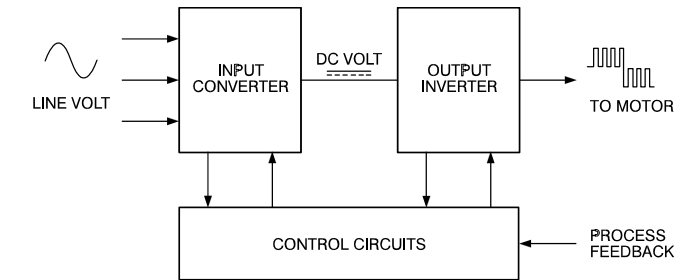 LINE VOLT
INPUT
CONVERTER
DC VOLT
OUTPUT
INVERTER
TO MOTOR
CONTROL CIRCUITS
PROCESS
FEEDBACK